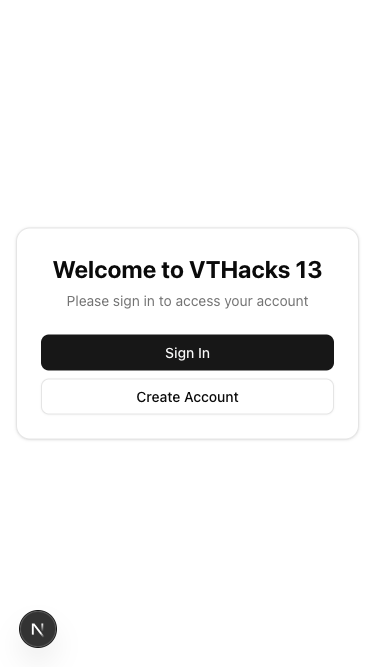 Welcome to VTHacks 13
Please sign in to access your account
Sign In
Create Account
N